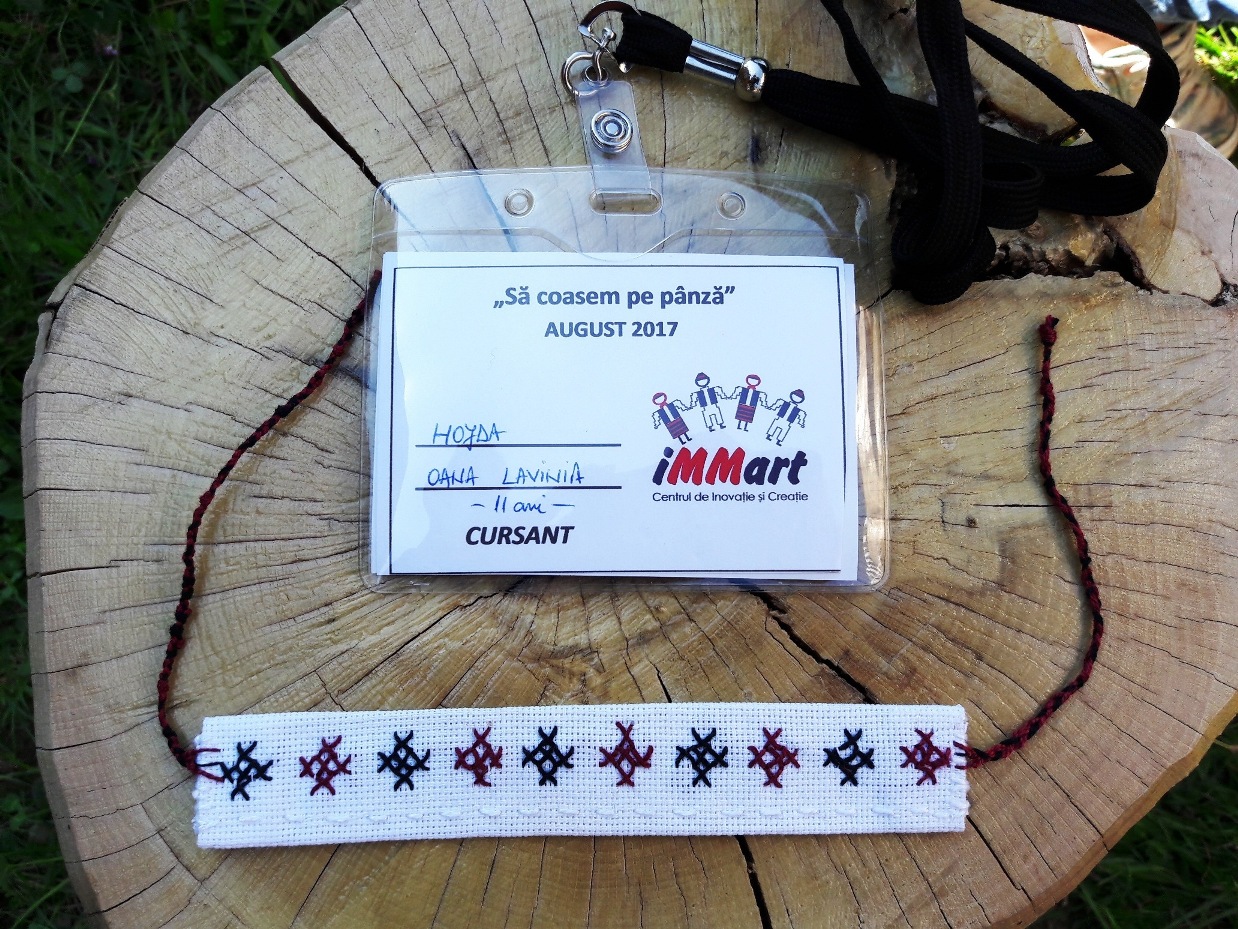 „Să coasem pe pânză”
AUGUST 2017
HOJDA
OANA LAVINIA
- 11 ani -
CURSANT
iMMart
Centrul de Inovație și Creație